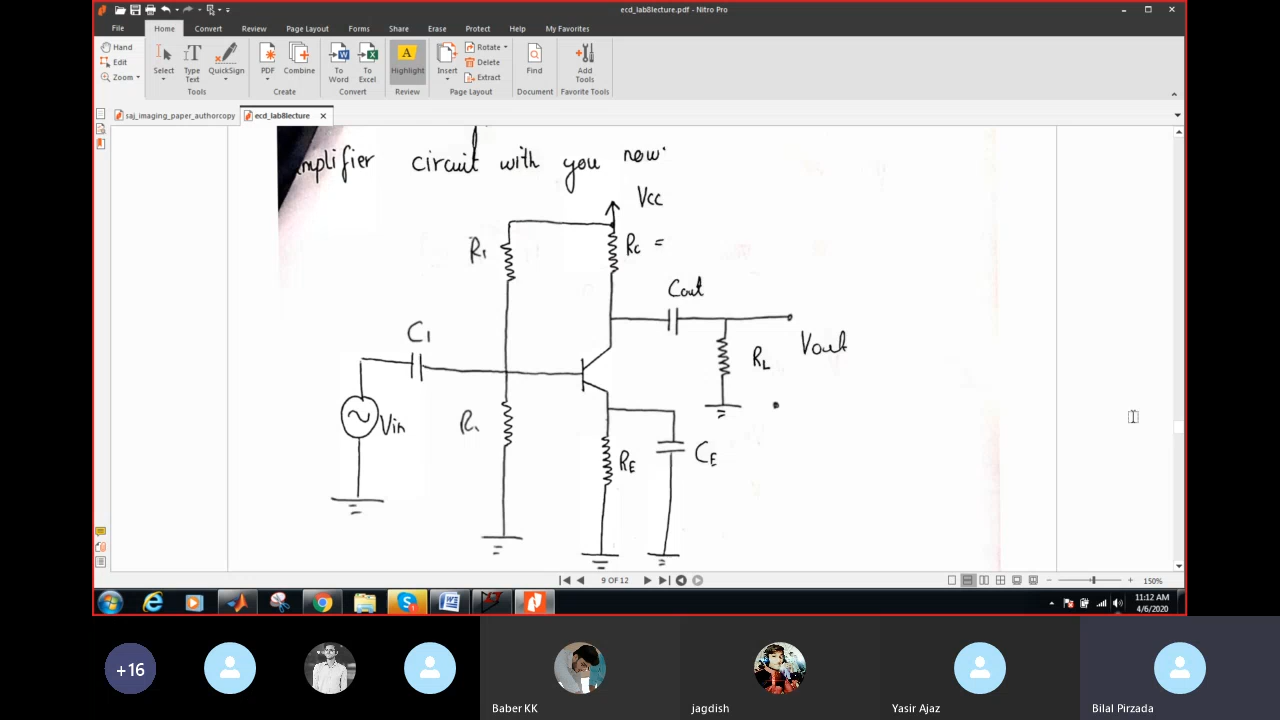 ecd_lab8lecture.pdf - Nitro Pro
File Home Convert Review Page Layout Forms Share Erase Protect Help My Favorites
Hand
Edit
Zoom
Select
Type Text
QuickSign
PDF
Combine
To Word
To Excel
Highlight
Insert
Rotate
Delete
Extract
Find
Add Tools
Tools Create Convert Review Page Layout Document Favorite Tools
saj_imaging_paper_authorcopy ecd_lab8lecture
mplifier circuit with you now.
Vcc
R1
Rc =
Cout
C1
Vout
RL
Vin
R1
RE
CE
9 OF 12
150%
11:12 AM
4/6/2020
+16
Baber KK
jagdish
Yasir Ajaz
Bilal Pirzada